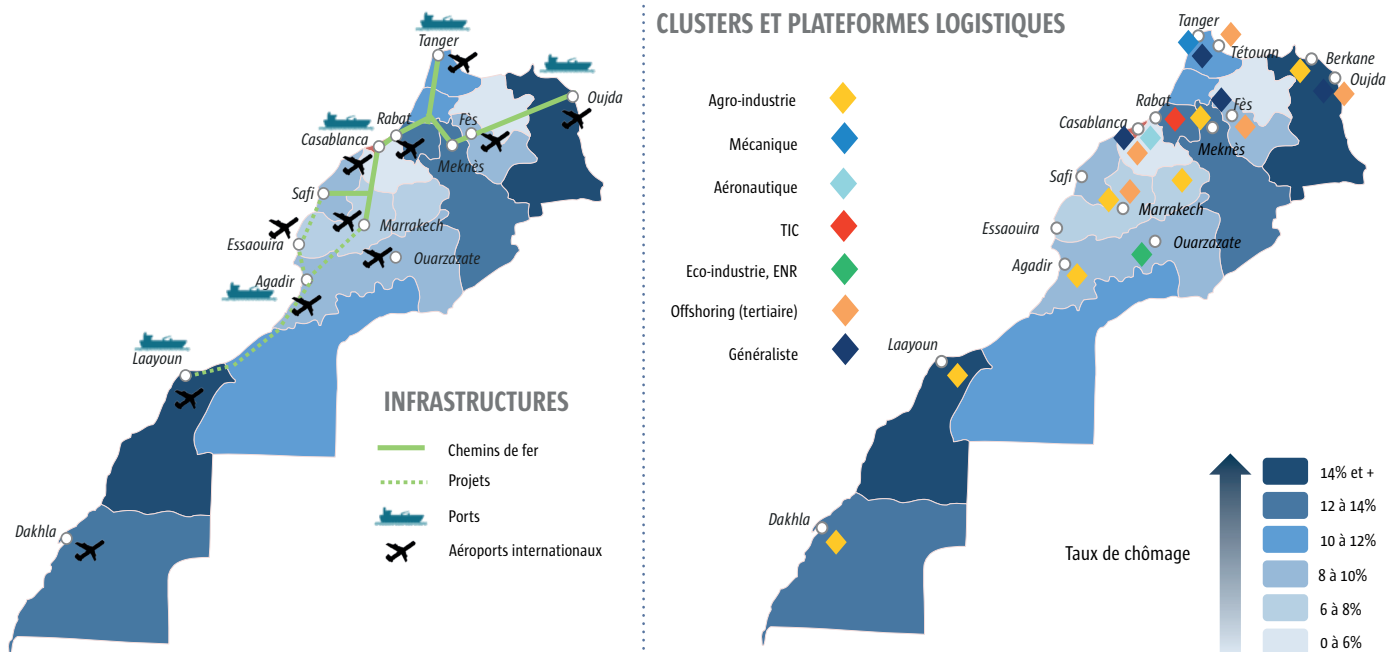 Tanger
Oujda
Rabat
Fès
Casablanca
Meknès
Safi
Marrakech
Essaouira
Ouarzazate
Agadir
Laayoun
Dakhla
INFRASTRUCTURES
Chemins de fer
Projets
Ports
Aéroports internationaux
CLUSTERS ET PLATEFORMES LOGISTIQUES
Agro-industrie
Mécanique
Aéronautique
TIC
Eco-industrie, ENR
Offshoring (tertiaire)
Généraliste
Tanger
Tétouan
Berkane
Oujda
Rabat
Fès
Casablanca
Meknès
Safi
Marrakech
Essaouira
Ouarzazate
Agadir
Laayoun
Dakhla
Taux de chômage
14% et +
12 à 14%
10 à 12%
8 à 10%
6 à 8%
0 à 6%